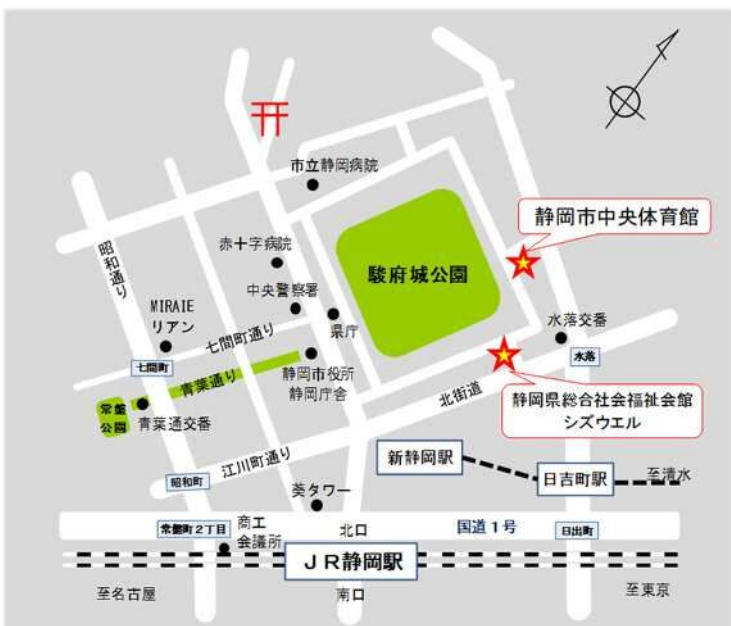 市立静岡病院
静岡市中央体育館
昭和通り
赤十字病院
駿府城公園
中央警察署
MIRAIE
リアン
県庁
水落交番
七間町通り
七間町
水落
静岡市役所
静岡庁舎
青葉通り
北街道
常盤
公園
青葉通交番
静岡県総合社会福祉会館
シズウエル
江川町通り
新静岡駅
昭和町
日吉町駅
至清水
葵タワー
常盤町2丁目
商工
会議所
北口
国道1号
日出町
JR静岡駅
至名古屋
南口
至東京